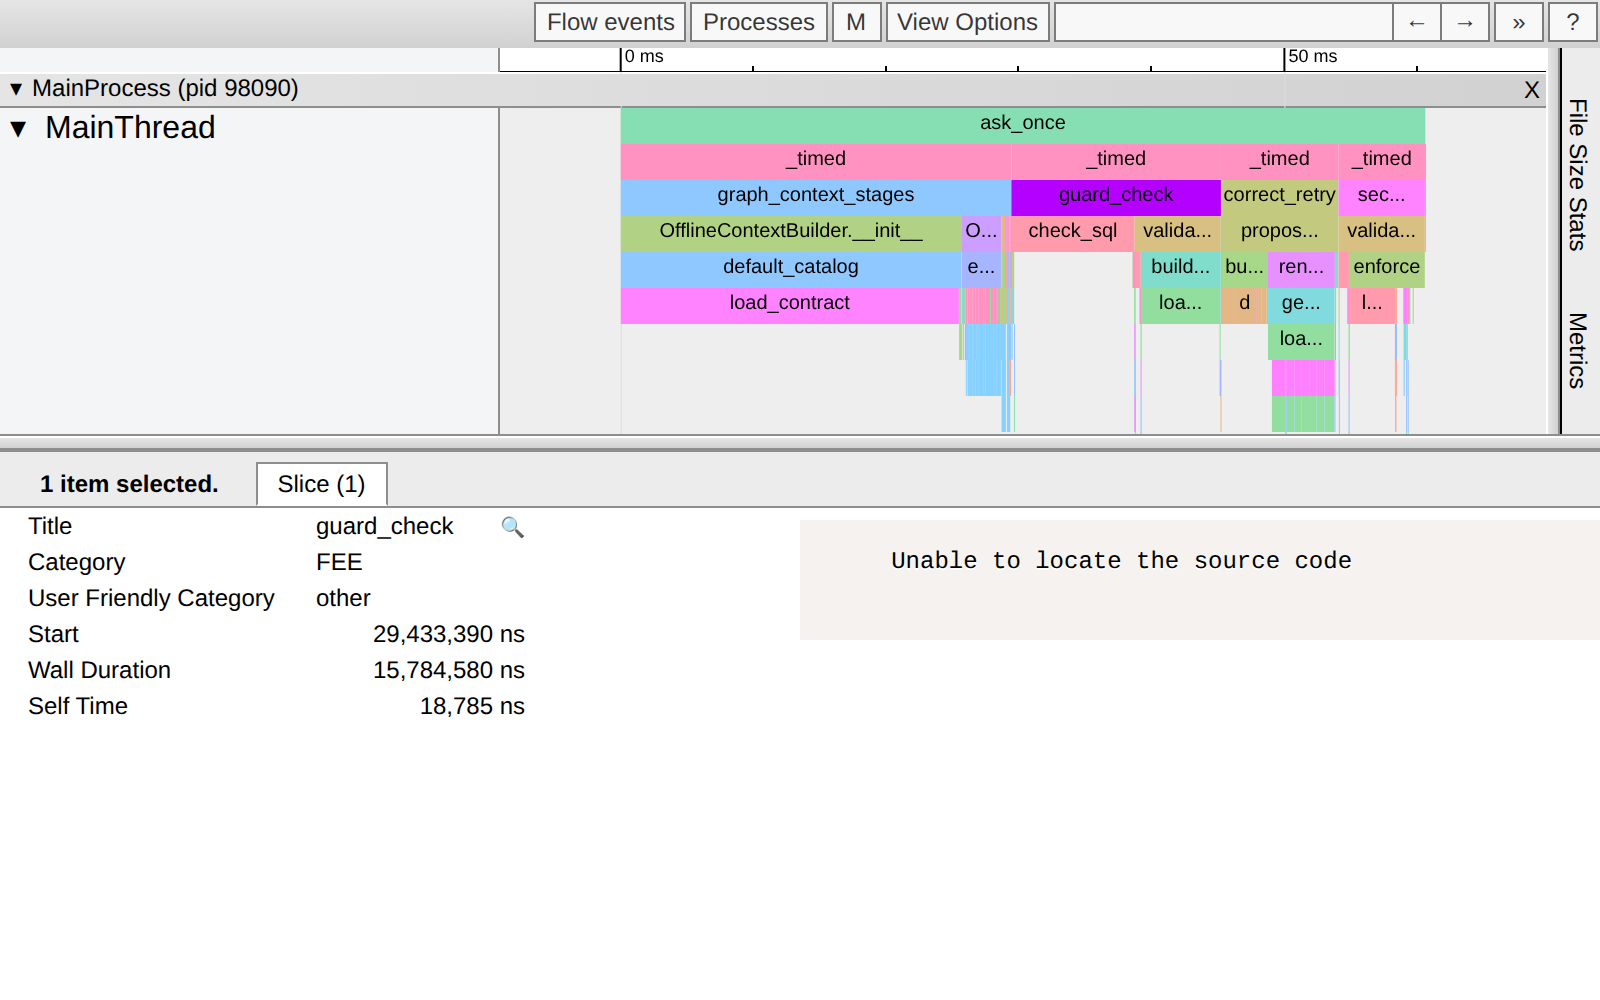 Flow events Processes M View Options ← → » ?
0 ms 50 ms
▼ MainProcess (pid 98090) X
▼ MainThread
ask_once
_timed _timed _timed _timed
graph_context_stages guard_check correct_retry sec...
OfflineContextBuilder.__init__ O... check_sql valida... propos... valida...
default_catalog e... build... bu... ren... enforce
load_contract loa... d ge... l...
loa...
File Size Stats
Metrics
1 item selected. Slice (1)
Title guard_check
Category FEE
User Friendly Category other
Start 29,433,390 ns
Wall Duration 15,784,580 ns
Self Time 18,785 ns
Unable to locate the source code